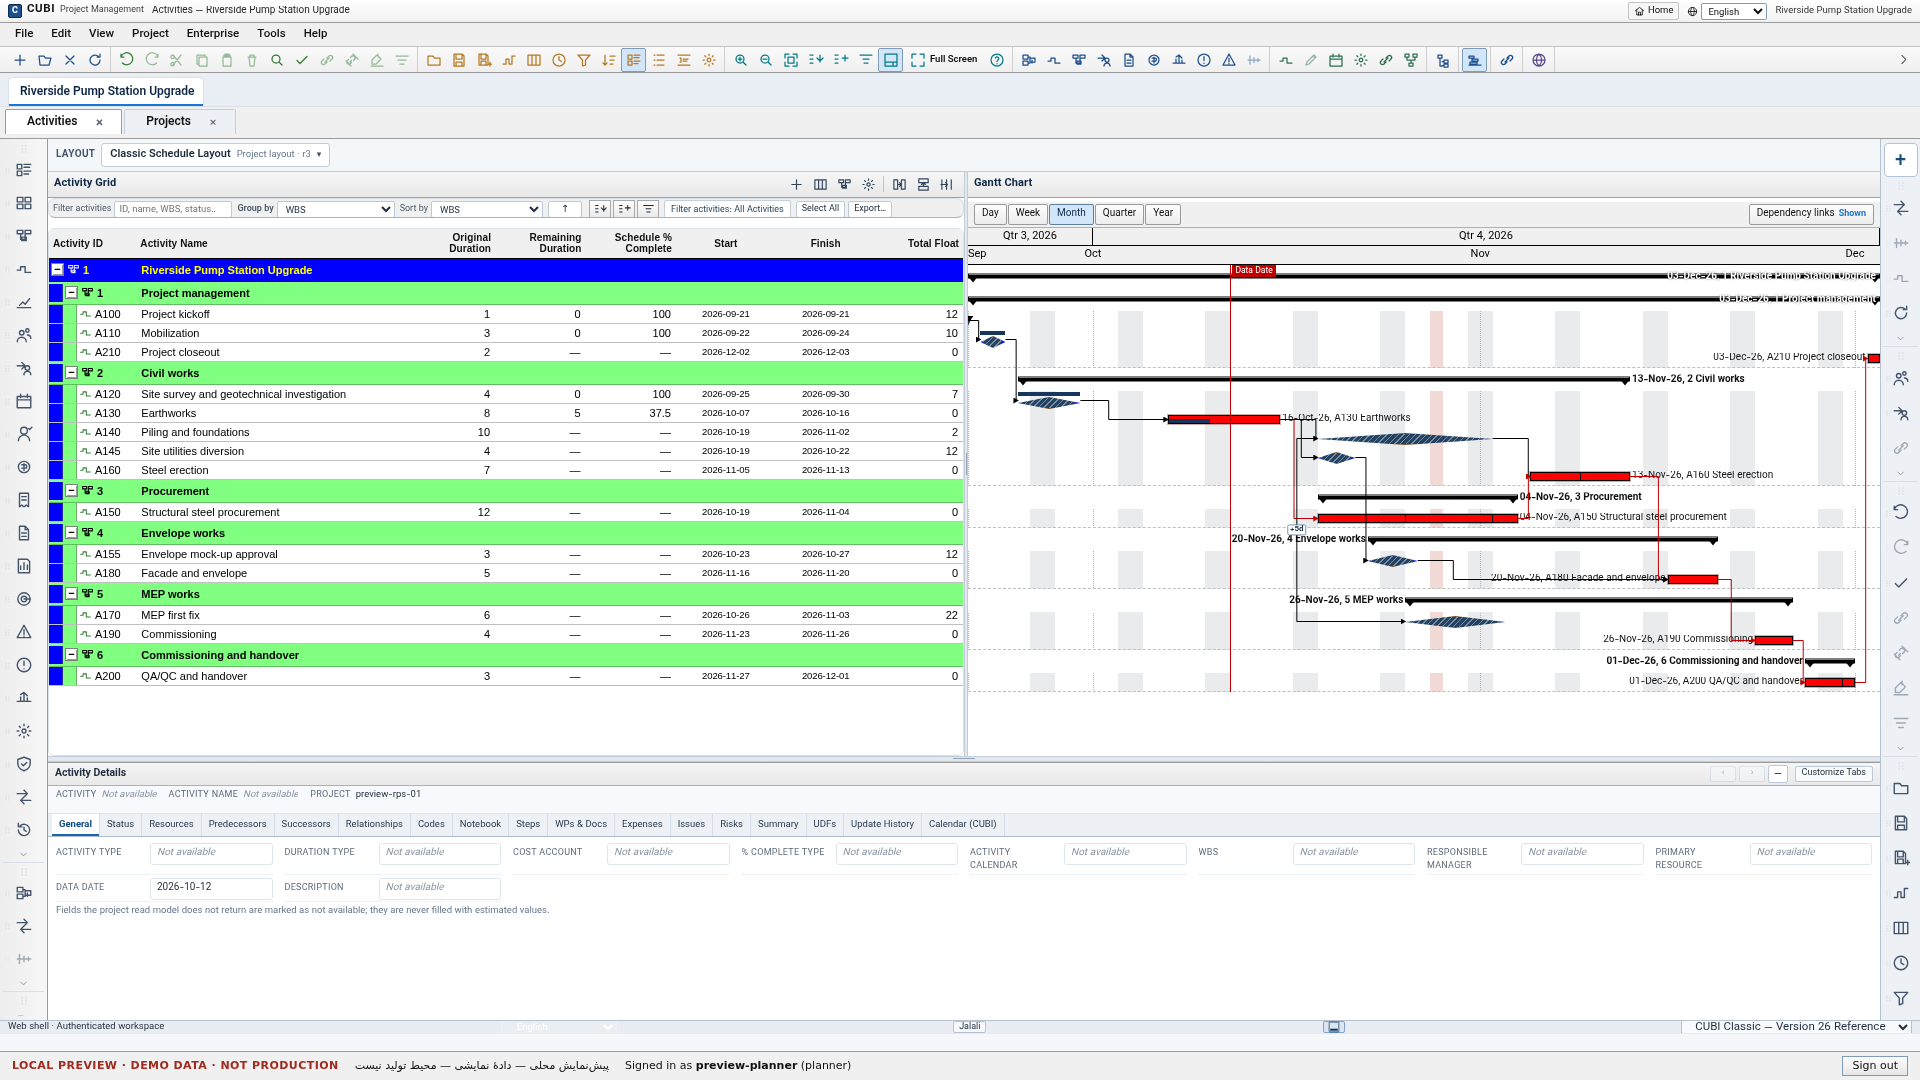 CUBI Project Management Activities — Riverside Pump Station Upgrade
Home English Riverside Pump Station Upgrade
File Edit View Project Enterprise Tools Help
Full Screen
Riverside Pump Station Upgrade
Activities × Projects ×
LAYOUT Classic Schedule Layout Project layout · r3
Activity Grid
Filter activities ID, name, WBS, status.. Group by WBS Sort by WBS ↑ Filter activities: All Activities Select All Export...
Activity ID Activity Name Original Duration Remaining Duration Schedule % Complete Start Finish Total Float
1 Riverside Pump Station Upgrade
1 Project management
A100 Project kickoff 1 0 100 2026-09-21 2026-09-21 12
A110 Mobilization 3 0 100 2026-09-22 2026-09-24 10
A210 Project closeout 2 — — 2026-12-02 2026-12-03 0
2 Civil works
A120 Site survey and geotechnical investigation 4 0 100 2026-09-25 2026-09-30 7
A130 Earthworks 8 5 37.5 2026-10-07 2026-10-16 0
A140 Piling and foundations 10 — — 2026-10-19 2026-11-02 2
A145 Site utilities diversion 4 — — 2026-10-19 2026-10-22 12
A160 Steel erection 7 — — 2026-11-05 2026-11-13 0
3 Procurement
A150 Structural steel procurement 12 — — 2026-10-19 2026-11-04 0
4 Envelope works
A155 Envelope mock-up approval 3 — — 2026-10-23 2026-10-27 12
A180 Facade and envelope 5 — — 2026-11-16 2026-11-20 0
5 MEP works
A170 MEP first fix 6 — — 2026-10-26 2026-11-03 22
A190 Commissioning 4 — — 2026-11-23 2026-11-26 0
6 Commissioning and handover
A200 QA/QC and handover 3 — — 2026-11-27 2026-12-01 0
Gantt Chart
Day Week Month Quarter Year Dependency links Shown
Qtr 3, 2026 Qtr 4, 2026
Sep Oct Nov Dec
Data Date
03-Dec-26, 1 Riverside Pump Station Upgrade
03-Dec-26, 1 Project management
03-Dec-26, A210 Project closeout
13-Nov-26, 2 Civil works
16-Oct-26, A130 Earthworks
13-Nov-26, A160 Steel erection
04-Nov-26, 3 Procurement
04-Nov-26, A150 Structural steel procurement
+5d
20-Nov-26, 4 Envelope works
20-Nov-26, A180 Facade and envelope
26-Nov-26, 5 MEP works
26-Nov-26, A190 Commissioning
01-Dec-26, 6 Commissioning and handover
01-Dec-26, A200 QA/QC and handover
Activity Details Customize Tabs
ACTIVITY Not available ACTIVITY NAME Not available PROJECT preview-rps-01
General Status Resources Predecessors Successors Relationships Codes Notebook Steps WPs & Docs Expenses Issues Risks Summary UDFs Update History Calendar (CUBI)
ACTIVITY TYPE Not available DURATION TYPE Not available COST ACCOUNT Not available % COMPLETE TYPE Not available ACTIVITY CALENDAR Not available WBS Not available RESPONSIBLE MANAGER Not available PRIMARY RESOURCE Not available
DATA DATE 2026-10-12 DESCRIPTION Not available
Fields the project read model does not return are marked as not available; they are never filled with estimated values.
Web shell · Authenticated workspace English Jalali CUBI Classic — Version 26 Reference
LOCAL PREVIEW · DEMO DATA · NOT PRODUCTION پیش‌نمایش محلی — دادهٔ نمایشی — محیط تولید نیست Signed in as preview-planner (planner) Sign out